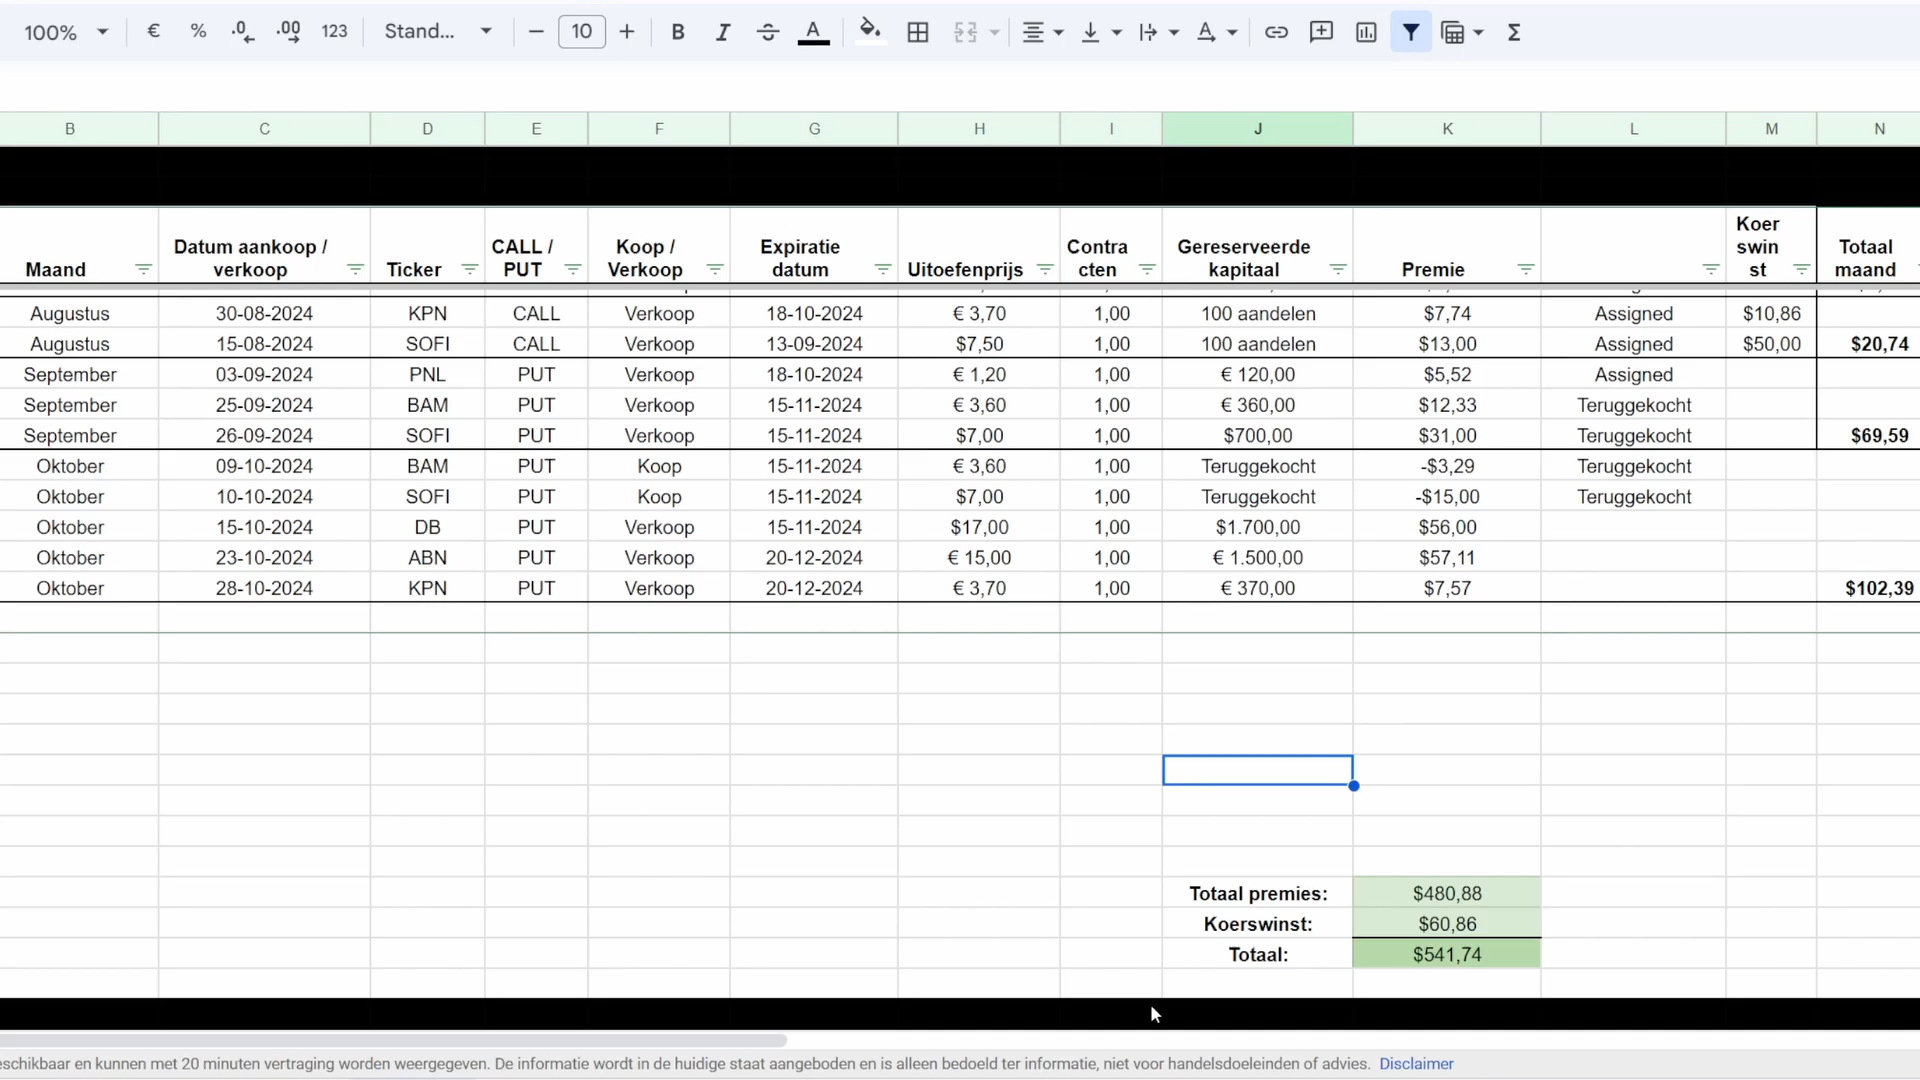 100% € % .0 .00 123 Stand... 10 B I A
B C D E F G H I J K L M N
Maand Datum aankoop / verkoop Ticker CALL / PUT Koop / Verkoop Expiratie datum Uitoefenprijs Contra cten Gereserveerde kapitaal Premie Koer swin st Totaal maand
Augustus 30-08-2024 KPN CALL Verkoop 18-10-2024 € 3,70 1,00 100 aandelen $7,74 Assigned $10,86
Augustus 15-08-2024 SOFI CALL Verkoop 13-09-2024 $7,50 1,00 100 aandelen $13,00 Assigned $50,00 $20,74
September 03-09-2024 PNL PUT Verkoop 18-10-2024 € 1,20 1,00 € 120,00 $5,52 Assigned
September 25-09-2024 BAM PUT Verkoop 15-11-2024 € 3,60 1,00 € 360,00 $12,33 Teruggekocht
September 26-09-2024 SOFI PUT Verkoop 15-11-2024 $7,00 1,00 $700,00 $31,00 Teruggekocht $69,59
Oktober 09-10-2024 BAM PUT Koop 15-11-2024 € 3,60 1,00 Teruggekocht -$3,29 Teruggekocht
Oktober 10-10-2024 SOFI PUT Koop 15-11-2024 $7,00 1,00 Teruggekocht -$15,00 Teruggekocht
Oktober 15-10-2024 DB PUT Verkoop 15-11-2024 $17,00 1,00 $1.700,00 $56,00
Oktober 23-10-2024 ABN PUT Verkoop 20-12-2024 € 15,00 1,00 € 1.500,00 $57,11
Oktober 28-10-2024 KPN PUT Verkoop 20-12-2024 € 3,70 1,00 € 370,00 $7,57 $102,39
Totaal premies: $480,88
Koerswinst: $60,86
Totaal: $541,74
eschikbaar en kunnen met 20 minuten vertraging worden weergegeven. De informatie wordt in de huidige staat aangeboden en is alleen bedoeld ter informatie, niet voor handelsdoeleinden of advies. Disclaimer